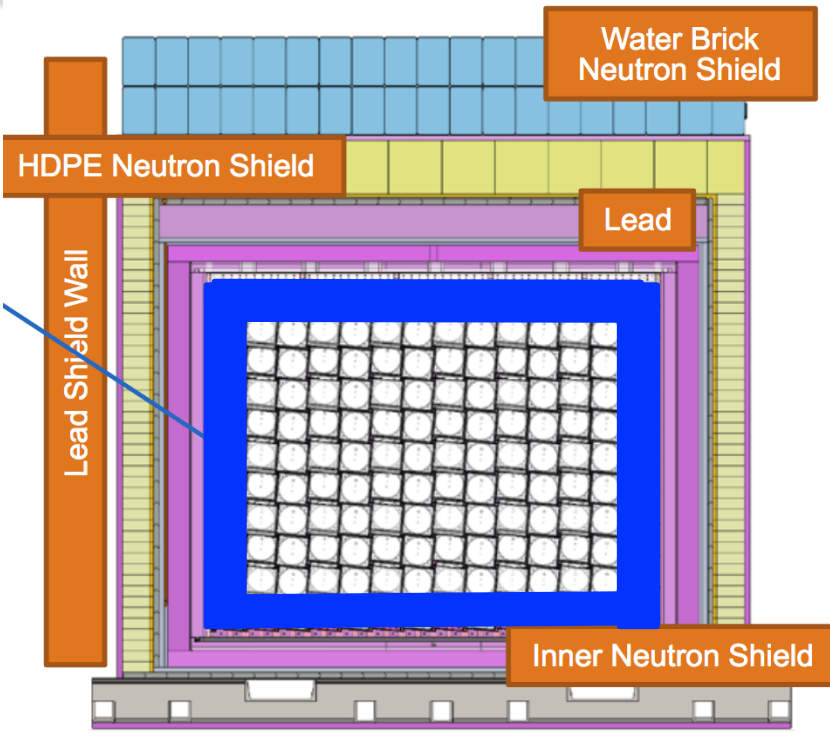 Water Brick
Neutron Shield
HDPE Neutron Shield
Lead
Lead Shield Wall
Inner Neutron Shield